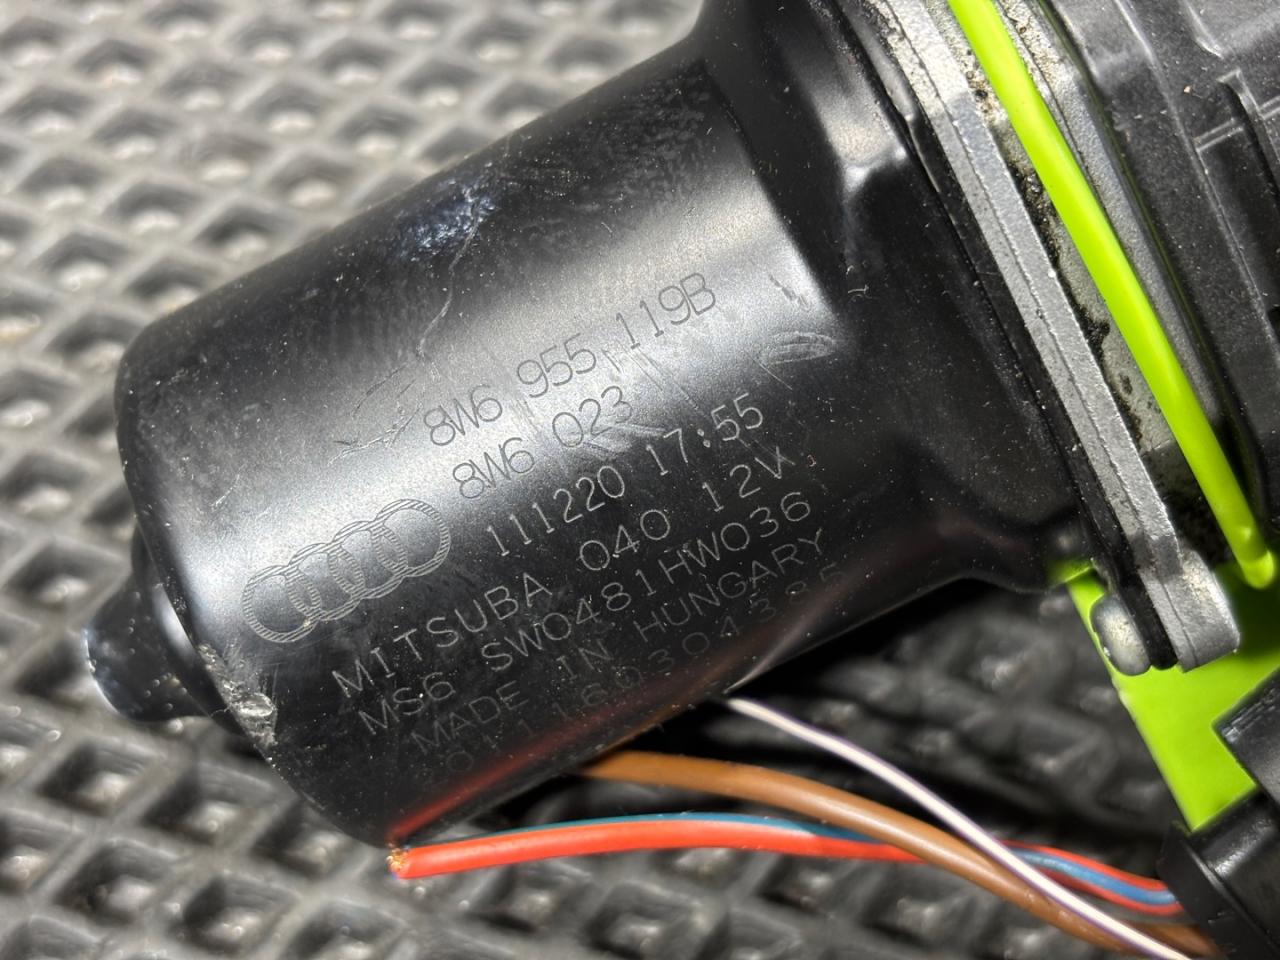 8W6 955 119B
8W6 023
111220 17:55
MITSUBA 040 12V
MS6 SW0481HW036
MADE IN HUNGARY